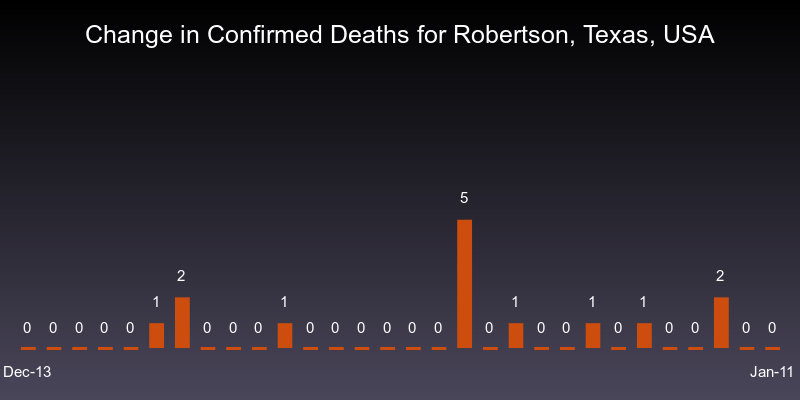 Change in Confirmed Deaths for Robertson, Texas, USA
5
2 2
1 1 1 1 1
0 0 0 0 0 0 0 0 0 0 0 0 0 0 0 0 0 0 0 0 0 0
Dec-13 Jan-11